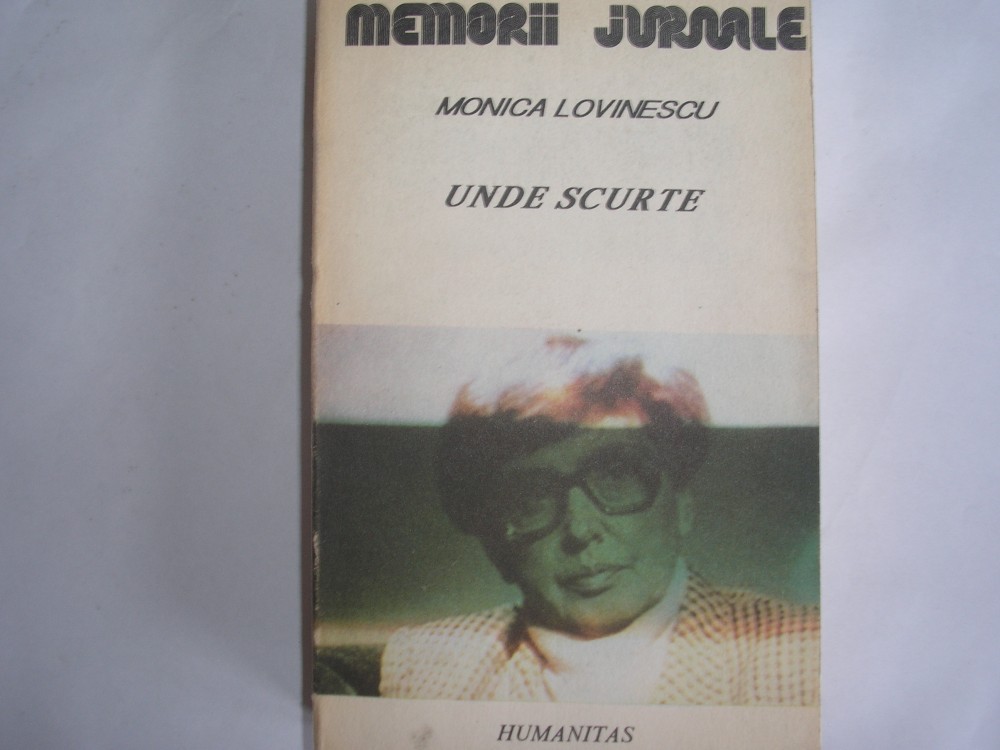 MEMORII JURNALE
MONICA LOVINESCU
UNDE SCURTE
HUMANITAS